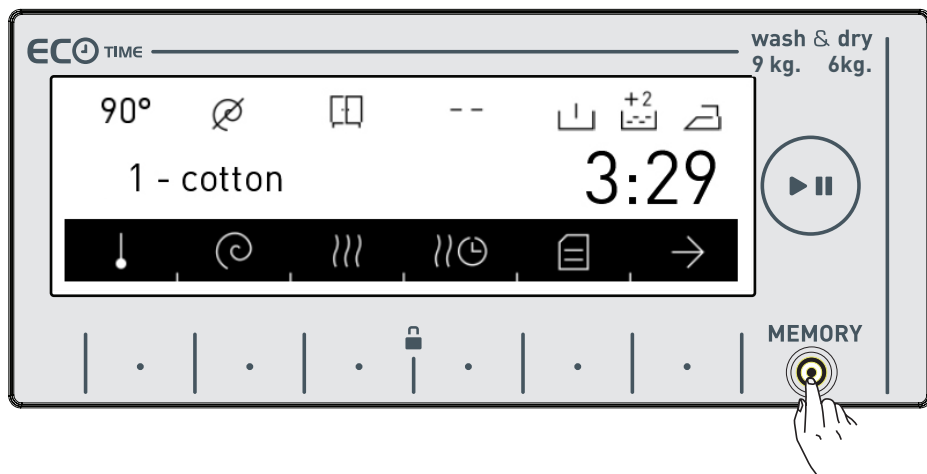 ECO TIME
wash & dry
9 kg. 6kg.
90°
--
+2
1 - cotton
3:29
MEMORY